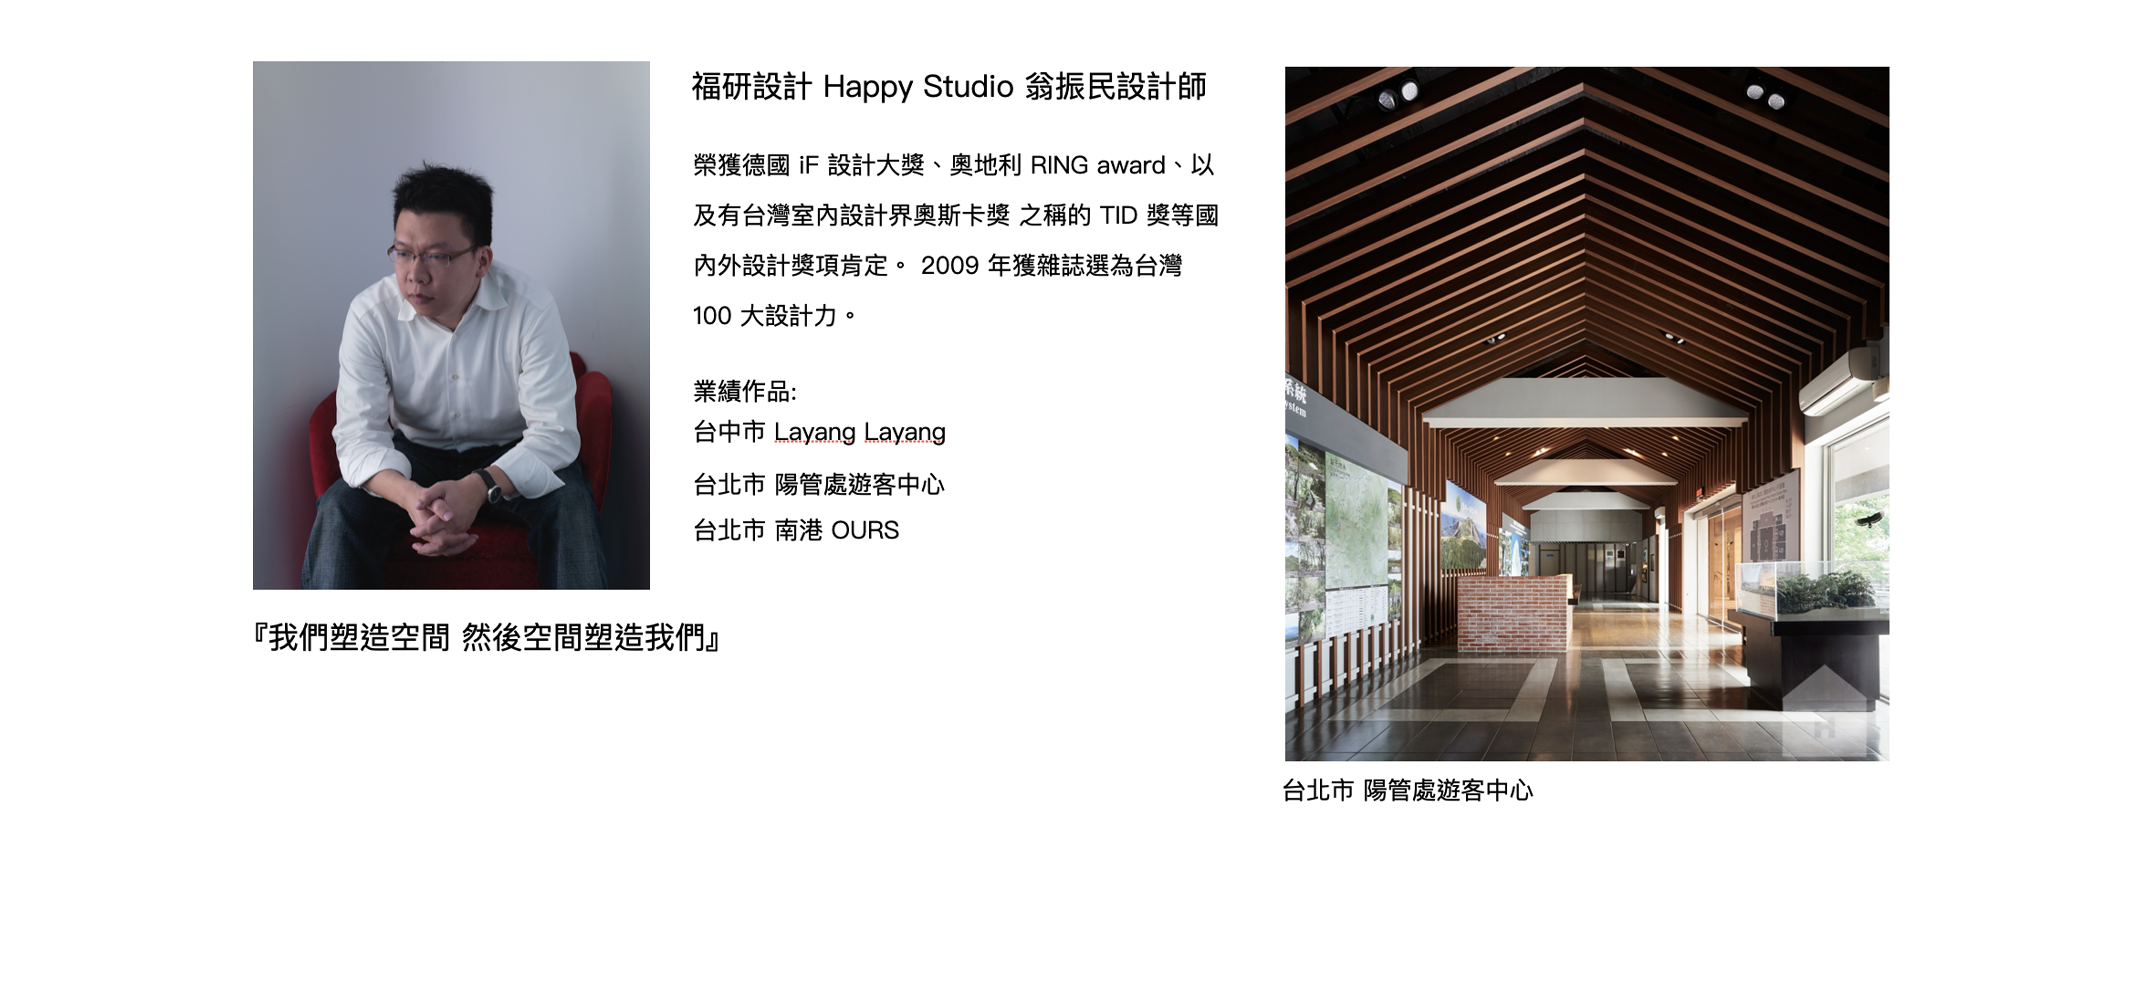 福研設計 Happy Studio 翁振民設計師
榮獲德國 iF 設計大獎、奧地利 RING award、以
及有台灣室內設計界奧斯卡獎 之稱的 TID 獎等國
內外設計獎項肯定。 2009 年獲雜誌選為台灣
100 大設計力。
業績作品:
台中市 Layang Layang
台北市 陽管處遊客中心
台北市 南港 OURS
『我們塑造空間 然後空間塑造我們』
系統
ystem
台北市 陽管處遊客中心